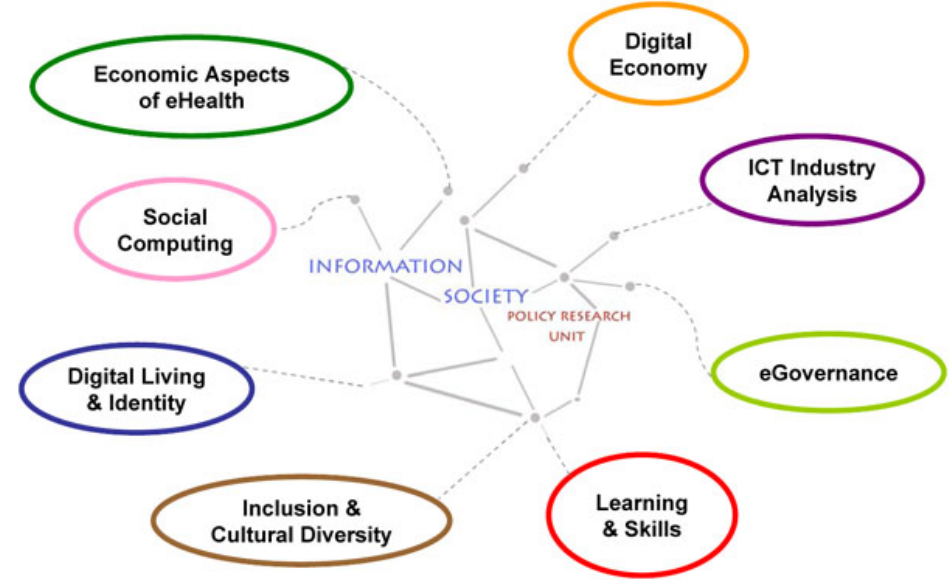 Economic Aspects
of eHealth
Digital
Economy
ICT Industry
Analysis
Social
Computing
INFORMATION
SOCIETY
POLICY RESEARCH
UNIT
Digital Living
& Identity
eGovernance
Inclusion &
Cultural Diversity
Learning
& Skills